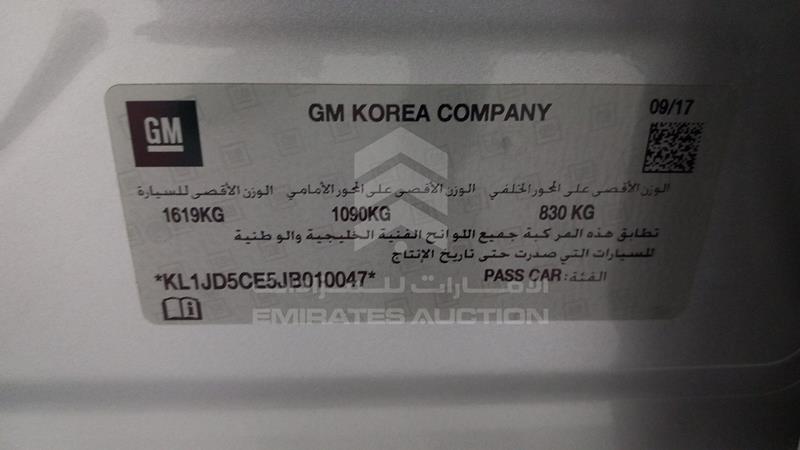 GM
GM KOREA COMPANY
09/17
الوزن الأقصى على المحور الخلفي الوزن الأقصى على المحور الأمامي الوزن الأقصى للسيارة
1619KG 1090KG 830 KG
تطابق هذه المركبة جميع اللوائح الفنية الخليجية والوطنية
للسيارات التي صدرت حتى تاريخ الإنتاج
*KL1JD5CE5JB010047*
الفئة: PASS CAR
الإمارات للمزادات
EMIRATES AUCTION